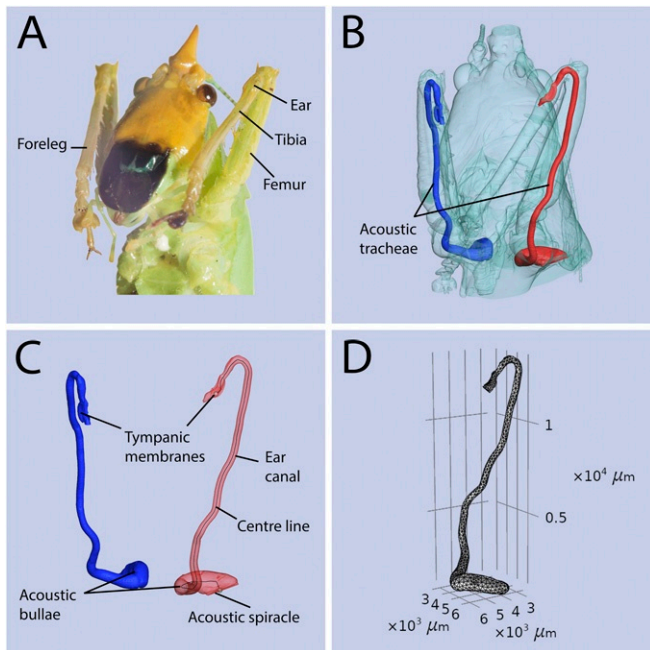 A
Foreleg
Ear
Tibia
Femur
B
Acoustic
tracheae
C
Tympanic
membranes
Ear
canal
Centre line
Acoustic
bullae
Acoustic spiracle
D
1
×10⁴ μm
0.5
3 4 5 6
6 5 4 3
×10³ μm
×10³ μm